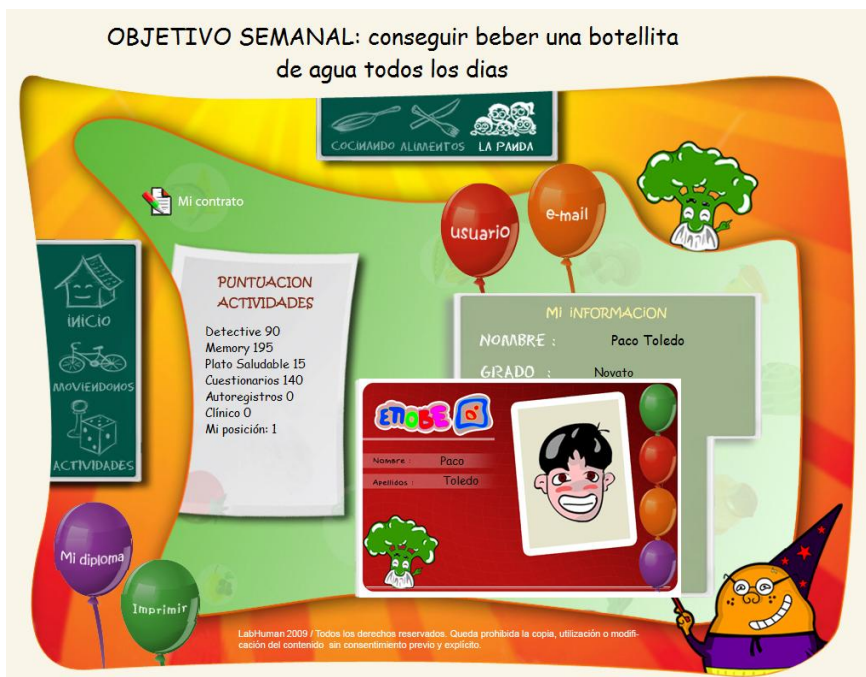 OBJETIVO SEMANAL: conseguir beber una botellita
de agua todos los dias
COCINANDO ALIMENTOS LA PANDA
Mi contrato
usuario
e-mail
PUNTUACION
ACTIVIDADES
Detective 90
Memory 195
Plato Saludable 15
Cuestionarios 140
Autoregistros 0
Clínico 0
Mi posición: 1
INICIO
MOVIENDONOS
ACTIVIDADES
MI INFORMACION
NOMBRE : Paco Toledo
GRADO : Novato
ETIOBE
Nombre : Paco
Apellidos : Toledo
Mi diploma
Imprimir
LabHuman 2009 / Todos los derechos reservados. Queda prohibida la copia, utilización o modifi-
cación del contenido sin consentimiento previo y explícito.